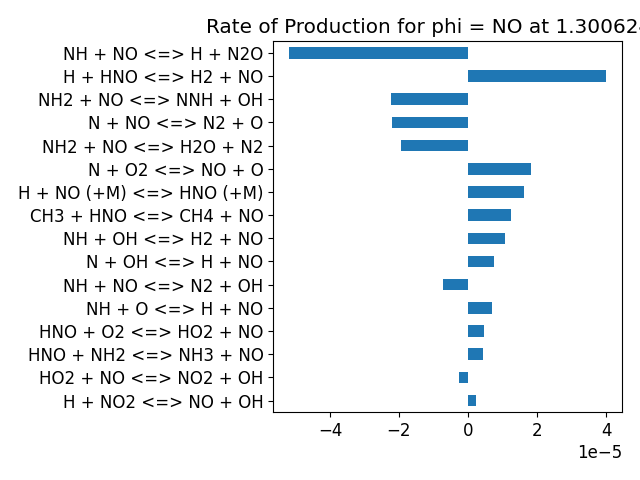 Rate of Production for phi = NO at 1.300624
NH + NO <=> H + N2O
H + HNO <=> H2 + NO
NH2 + NO <=> NNH + OH
N + NO <=> N2 + O
NH2 + NO <=> H2O + N2
N + O2 <=> NO + O
H + NO (+M) <=> HNO (+M)
CH3 + HNO <=> CH4 + NO
NH + OH <=> H2 + NO
N + OH <=> H + NO
NH + NO <=> N2 + OH
NH + O <=> H + NO
HNO + O2 <=> HO2 + NO
HNO + NH2 <=> NH3 + NO
HO2 + NO <=> NO2 + OH
H + NO2 <=> NO + OH
−4 −2 0 2 4
1e−5